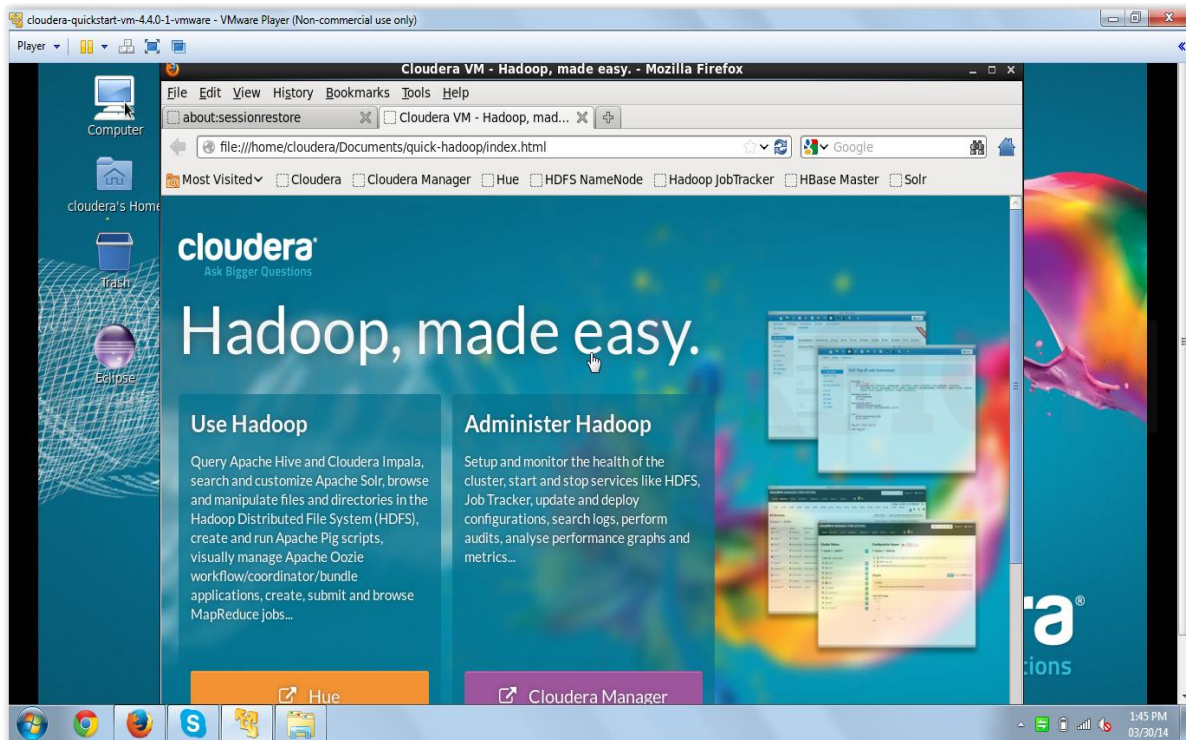 cloudera-quickstart-vm-4.4.0-1-vmware - VMware Player (Non-commercial use only)
Player
Cloudera VM - Hadoop, made easy. - Mozilla Firefox
File Edit View History Bookmarks Tools Help
about:sessionrestore
Cloudera VM - Hadoop, mad...
file:///home/cloudera/Documents/quick-hadoop/index.html
Google
Most Visited Cloudera Cloudera Manager Hue HDFS NameNode Hadoop JobTracker HBase Master Solr
Computer
cloudera's Home
Trash
Eclipse
cloudera
Ask Bigger Questions
Hadoop, made easy.
Use Hadoop
Query Apache Hive and Cloudera Impala,
search and customize Apache Solr, browse
and manipulate files and directories in the
Hadoop Distributed File System (HDFS),
create and run Apache Pig scripts,
visually manage Apache Oozie
workflow/coordinator/bundle
applications, create, submit and browse
MapReduce jobs...
Hue
Administer Hadoop
Setup and monitor the health of the
cluster, start and stop services like HDFS,
Job Tracker, update and deploy
configurations, search logs, perform
audits, analyse performance graphs and
metrics...
Cloudera Manager
a®
tions
1:45 PM
03/30/14